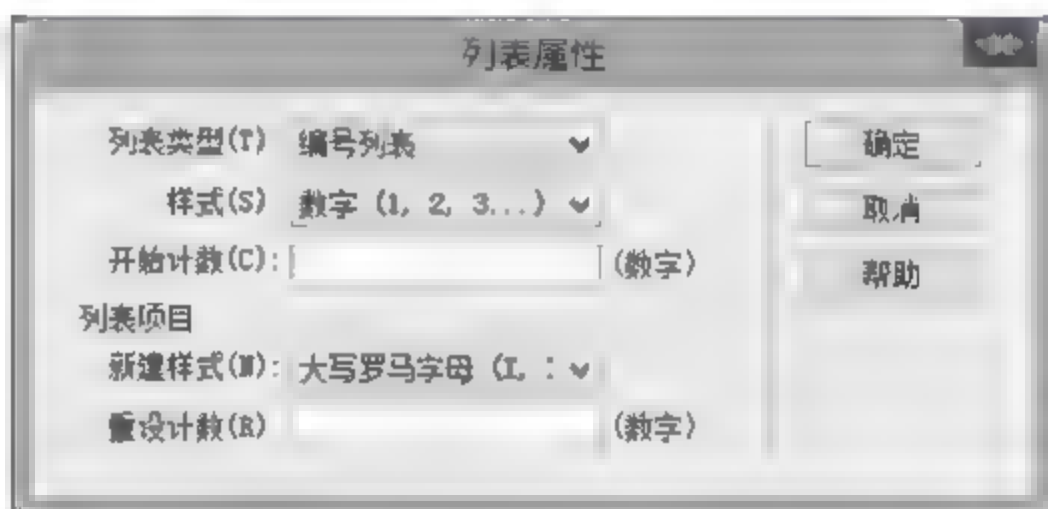 列表属性
列表类型(T) 编号列表
确定
样式(S) 数字 (1, 2, 3...)
取消
开始计数(C): (数字)
帮助
列表项目
新建样式(N): 大写罗马字母 (I,
重设计数(R) (数字)